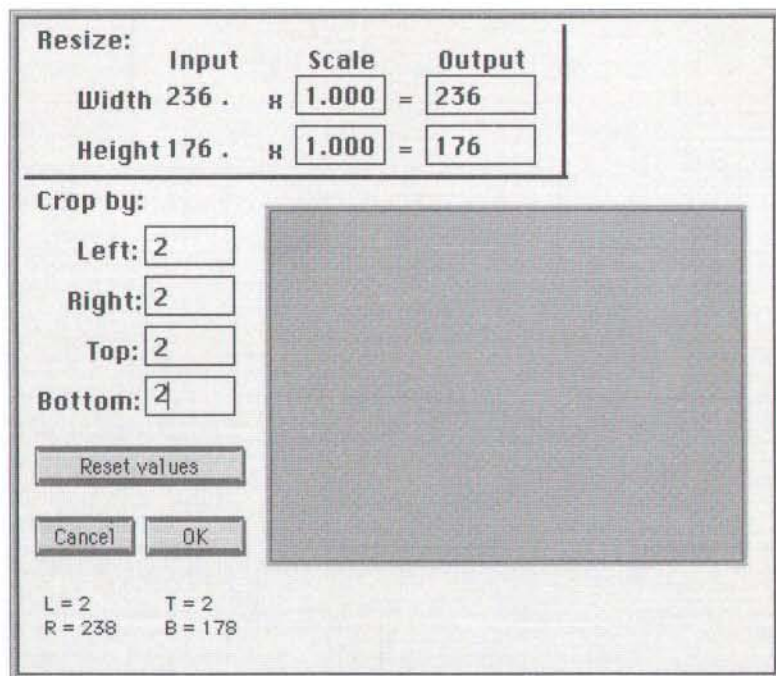 Resize:
Input Scale Output
Width 236 . x 1.000 = 236
Height 176 . x 1.000 = 176
Crop by:
Left: 2
Right: 2
Top: 2
Bottom: 2
Reset values
Cancel OK
L = 2 T = 2
R = 238 B = 178